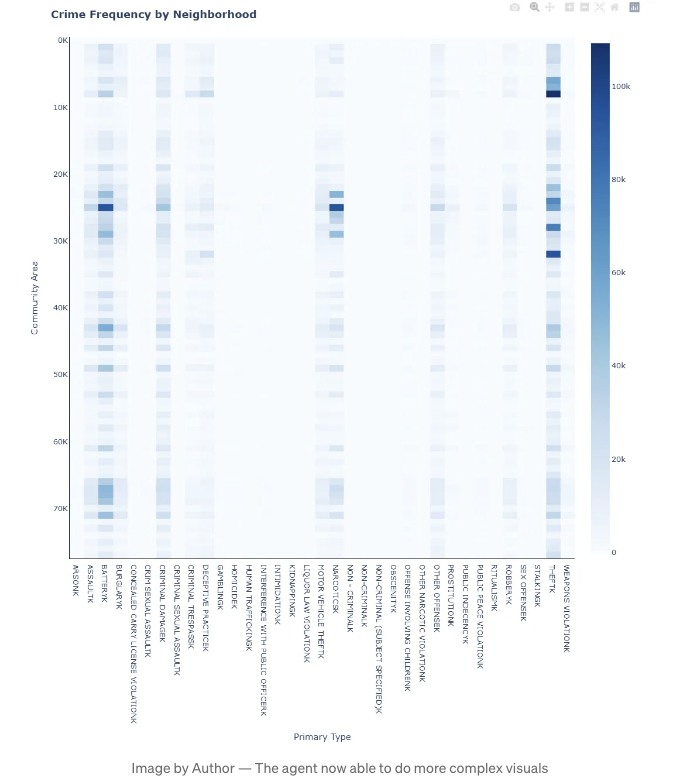 Crime Frequency by Neighborhood
0K
10K
20K
30K
40K
50K
60K
70K
Community Area
100k
80k
60k
40k
20k
0
ARSONK
ASSAULTK
BATTERYK
BURGLARYK
CONCEALED CARRY LICENSE VIOLATIONK
CRIM SEXUAL ASSAULTK
CRIMINAL DAMAGEK
CRIMINAL SEXUAL ASSAULTK
CRIMINAL TRESPASSK
DECEPTIVE PRACTICEK
GAMBLINGK
HOMICIDEK
HUMAN TRAFFICKINGK
INTERFERENCE WITH PUBLIC OFFICERK
INTIMIDATIONK
KIDNAPPINGK
LIQUOR LAW VIOLATIONK
MOTOR VEHICLE THEFTK
NARCOTICSK
NON - CRIMINALK
NON-CRIMINALK
NON-CRIMINAL (SUBJECT SPECIFIED)K
OBSCENITYK
OFFENSE INVOLVING CHILDRENK
OTHER NARCOTIC VIOLATIONK
OTHER OFFENSEK
PROSTITUTIONK
PUBLIC INDECENCYK
PUBLIC PEACE VIOLATIONK
RITUALISMK
ROBBERYK
SEX OFFENSEK
STALKINGK
THEFTK
WEAPONS VIOLATIONK
Primary Type
Image by Author — The agent now able to do more complex visuals